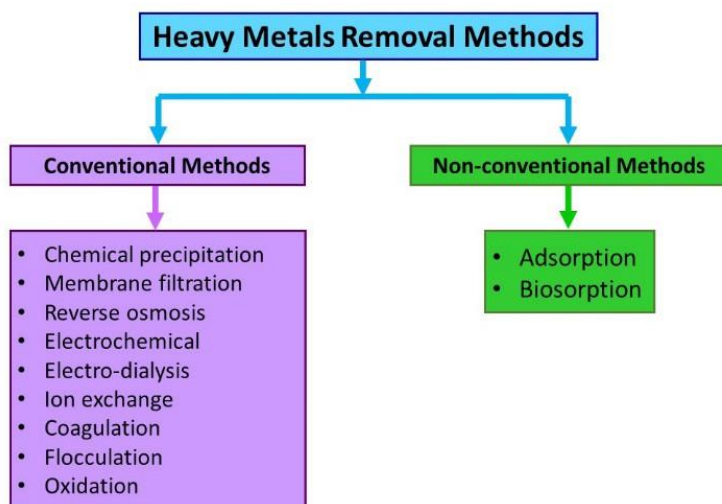 Heavy Metals Removal Methods
Conventional Methods
• Chemical precipitation
• Membrane filtration
• Reverse osmosis
• Electrochemical
• Electro-dialysis
• Ion exchange
• Coagulation
• Flocculation
• Oxidation
Non-conventional Methods
• Adsorption
• Biosorption